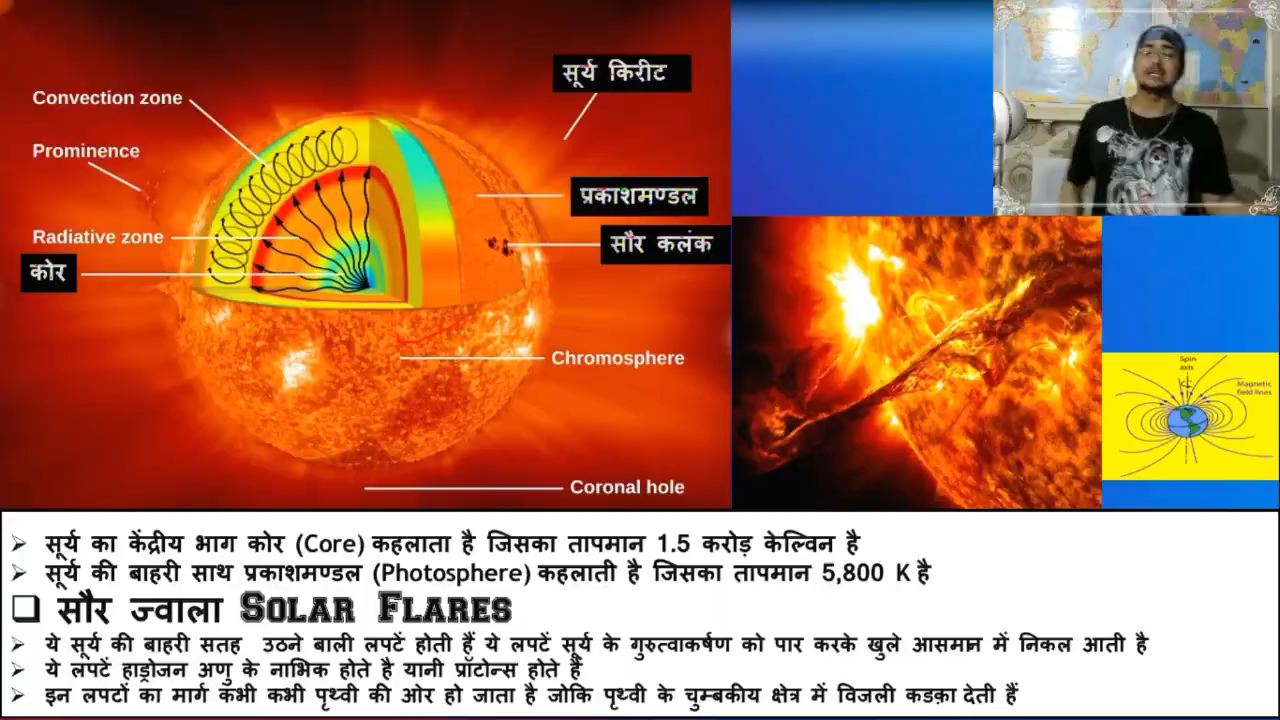 सूर्य किरीट
Convection zone
Prominence
प्रकाशमण्डल
Radiative zone
सौर कलंक
कोर
Chromosphere
Coronal hole
Spin
axis
Magnetic
field lines
➢ सूर्य का केंद्रीय भाग कोर (Core) कहलाता है जिसका तापमान 1.5 करोड़ केल्विन है
➢ सूर्य की बाहरी साथ प्रकाशमण्डल (Photosphere) कहलाती है जिसका तापमान 5,800 K है
❑ सौर ज्वाला SOLAR FLARES
➢ ये सूर्य की बाहरी सतह उठने बाली लपटें होती हैं ये लपटें सूर्य के गुरुत्वाकर्षण को पार करके खुले आसमान में निकल आती है
➢ ये लपटें हाड्रोजन अणु के नाभिक होते है यानी प्रॉटोन्स होते हैं
➢ इन लपटों का मार्ग कभी कभी पृथ्वी की ओर हो जाता है जोकि पृथ्वी के चुम्बकीय क्षेत्र में विजली कडक़ा देती हैं